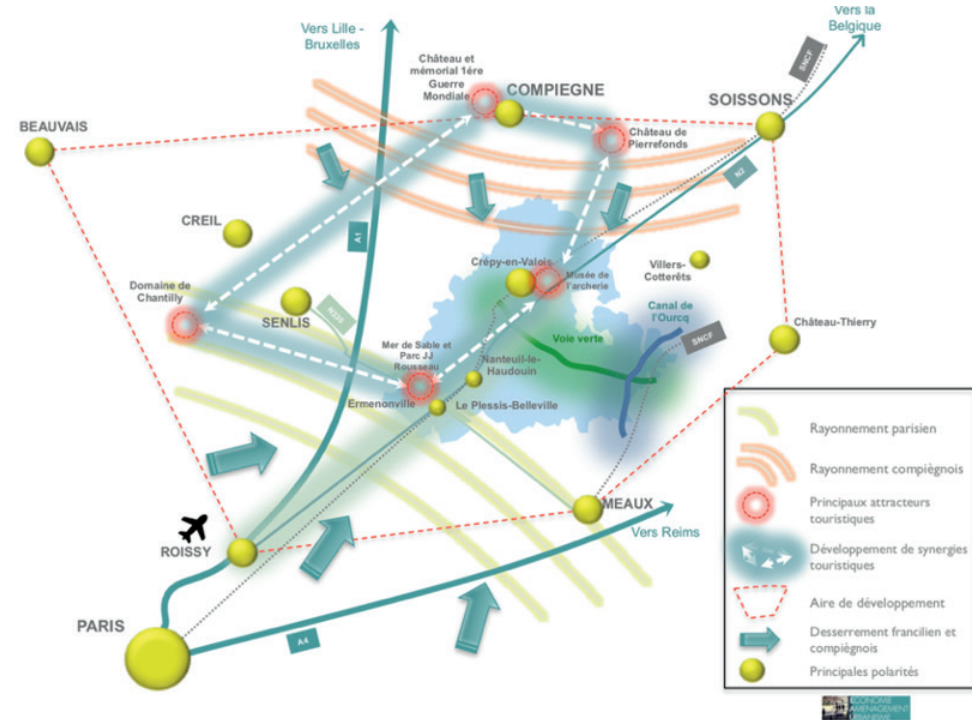 Vers Lille -
Bruxelles
Vers la
Belgique
SNCF
Château et
mémorial 1ére
Guerre
Mondiale
COMPIEGNE
SOISSONS
BEAUVAIS
Château de
Pierrefonds
N2
CREIL
A1
Crépy-en-Valois
Musée de
l'archerie
Villers-
Cotterêts
Domaine de
Chantilly
SENLIS
N330
Canal de
l'Ourcq
SNCF
Château-Thierry
Mer de Sable et
Parc JJ
Rousseau
Voie verte
Nanteuil-le-
Haudouin
Ermenonville
Le Plessis-Belleville
MEAUX
Vers Reims
ROISSY
PARIS
A4
Rayonnement parisien
Rayonnement compiègnois
Principaux attracteurs
touristiques
Développement de synergies
touristiques
Aire de développement
Desserrement francilien et
compiègnois
Principales polarités
ECONOMIE
AMENAGEMENT
URBANISME